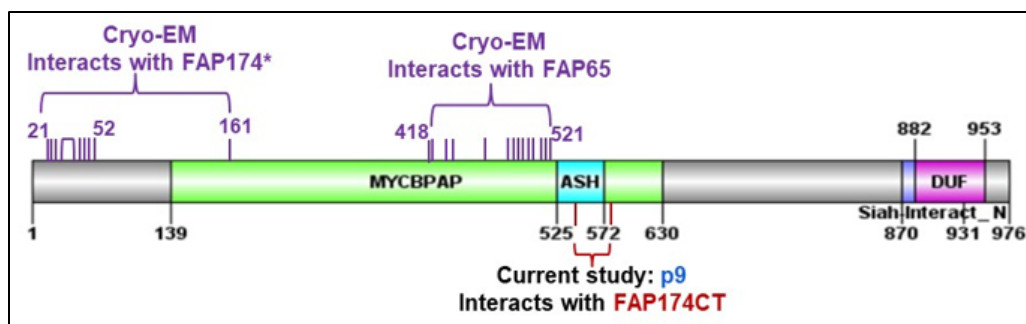 Cryo-EM
Interacts with FAP174*
Cryo-EM
Interacts with FAP65
21 52 161 418 521 882 953
MYCBPAP ASH DUF
Siah-Interact_N
1 139 525 572 630 870 931 976
Current study: p9
Interacts with FAP174CT